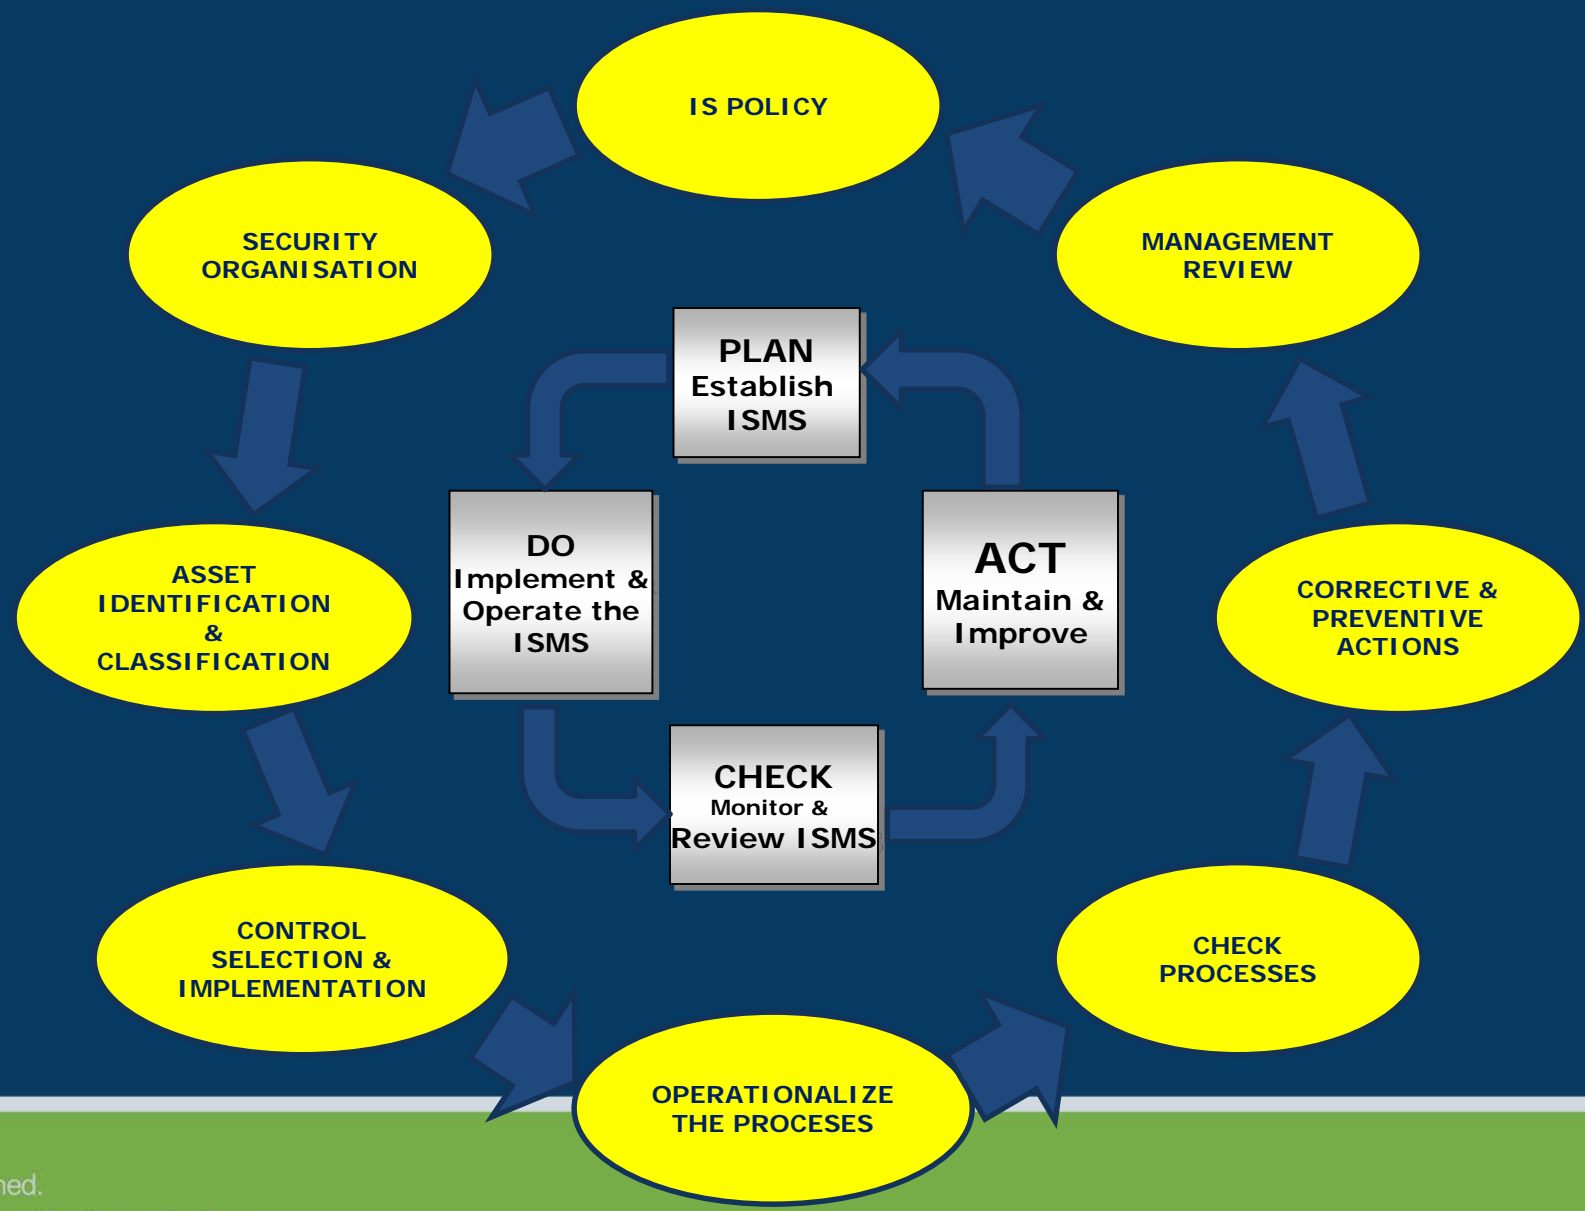 IS POLICY
SECURITY
ORGANISATION
MANAGEMENT
REVIEW
PLAN
Establish
ISMS
DO
Implement &
Operate the
ISMS
ACT
Maintain &
Improve
ASSET
IDENTIFICATION
&
CLASSIFICATION
CORRECTIVE &
PREVENTIVE
ACTIONS
CHECK
Monitor &
Review ISMS
CONTROL
SELECTION &
IMPLEMENTATION
CHECK
PROCESSES
OPERATIONALIZE
THE PROCESES